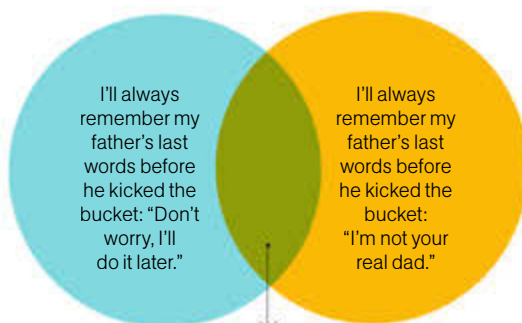 I'll always
remember my
father's last
words before
he kicked the
bucket: “Don't
worry, I'll
do it later.”
I'll always
remember my
father's last
words before
he kicked the
bucket:
“I'm not your
real dad.”